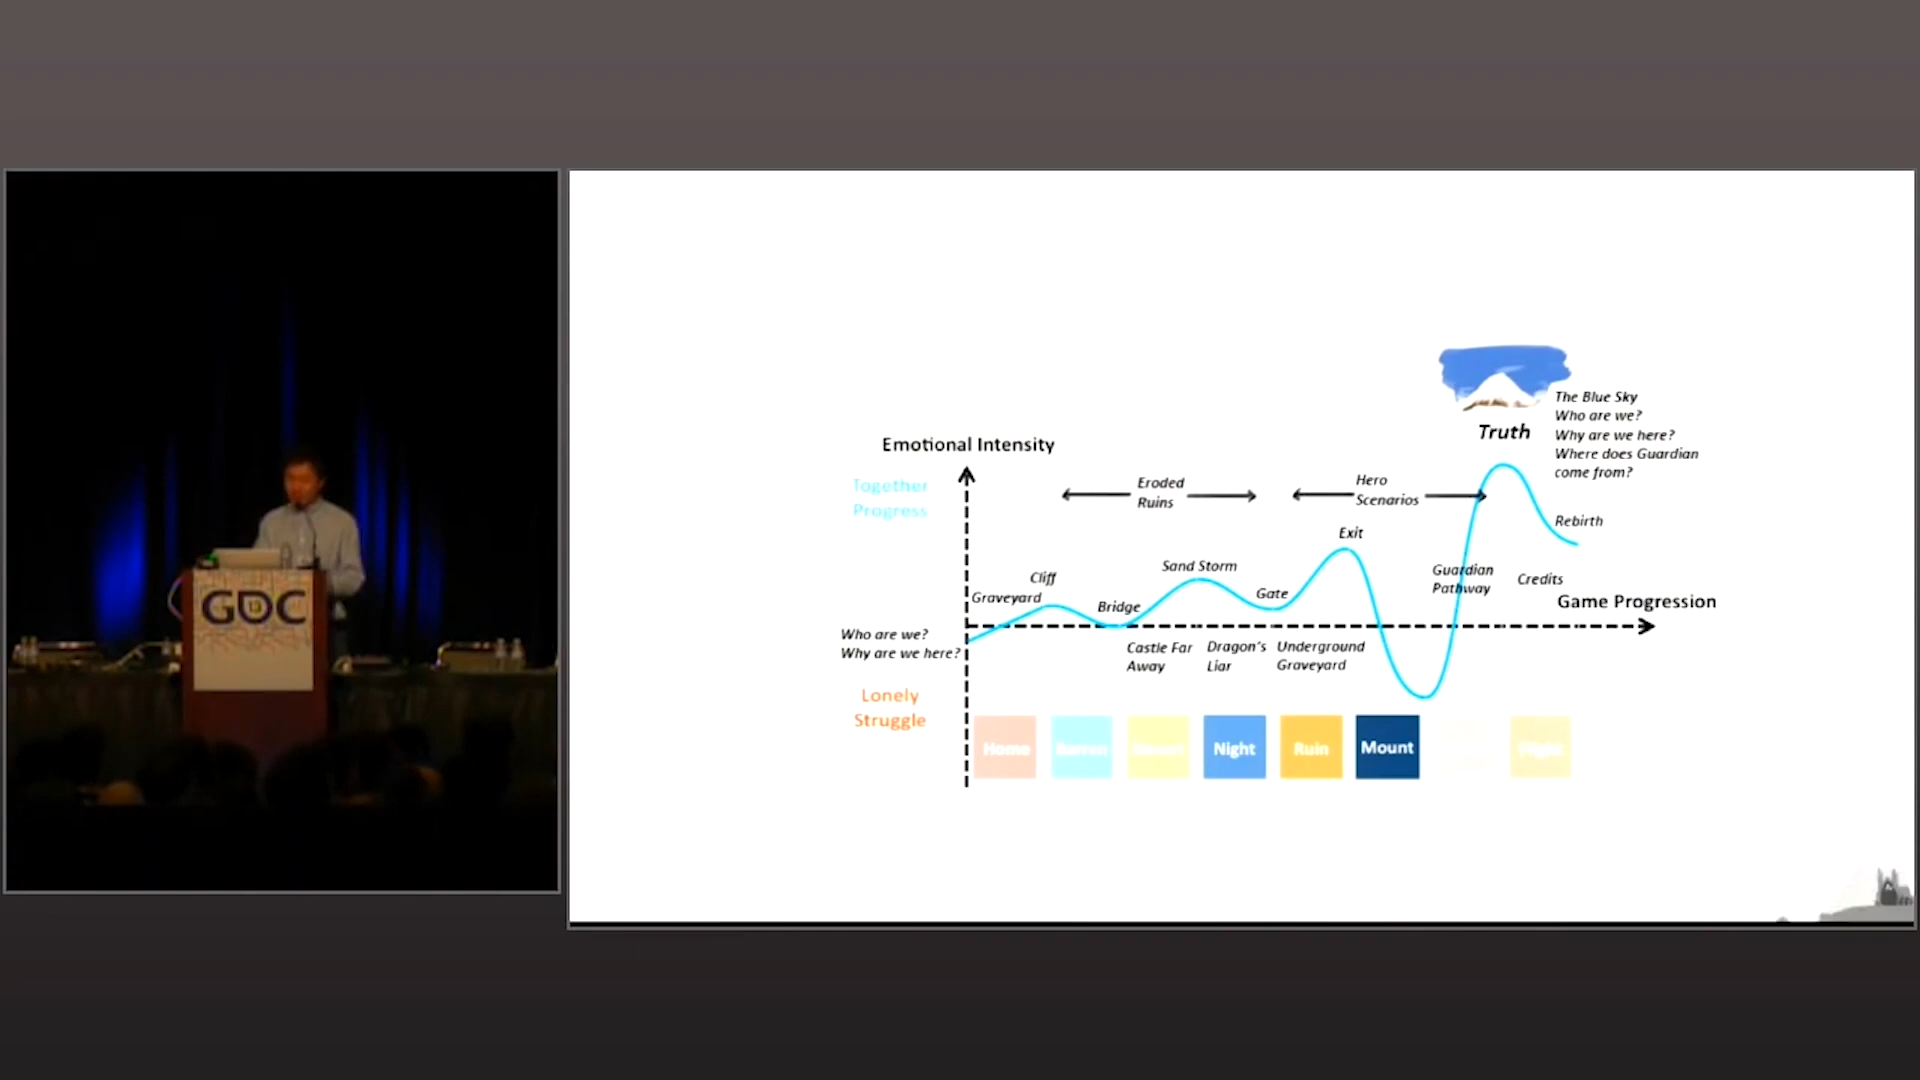 GDC
13
Emotional Intensity
Together
Progress
Eroded
Ruins
Hero
Scenarios
Truth
The Blue Sky
Who are we?
Why are we here?
Where does Guardian
come from?
Rebirth
Exit
Sand Storm
Cliff
Graveyard
Bridge
Gate
Guardian
Pathway
Credits
Game Progression
Who are we?
Why are we here?
Castle Far
Away
Dragon's
Liar
Underground
Graveyard
Lonely
Struggle
Home
Night
Ruin
Mount